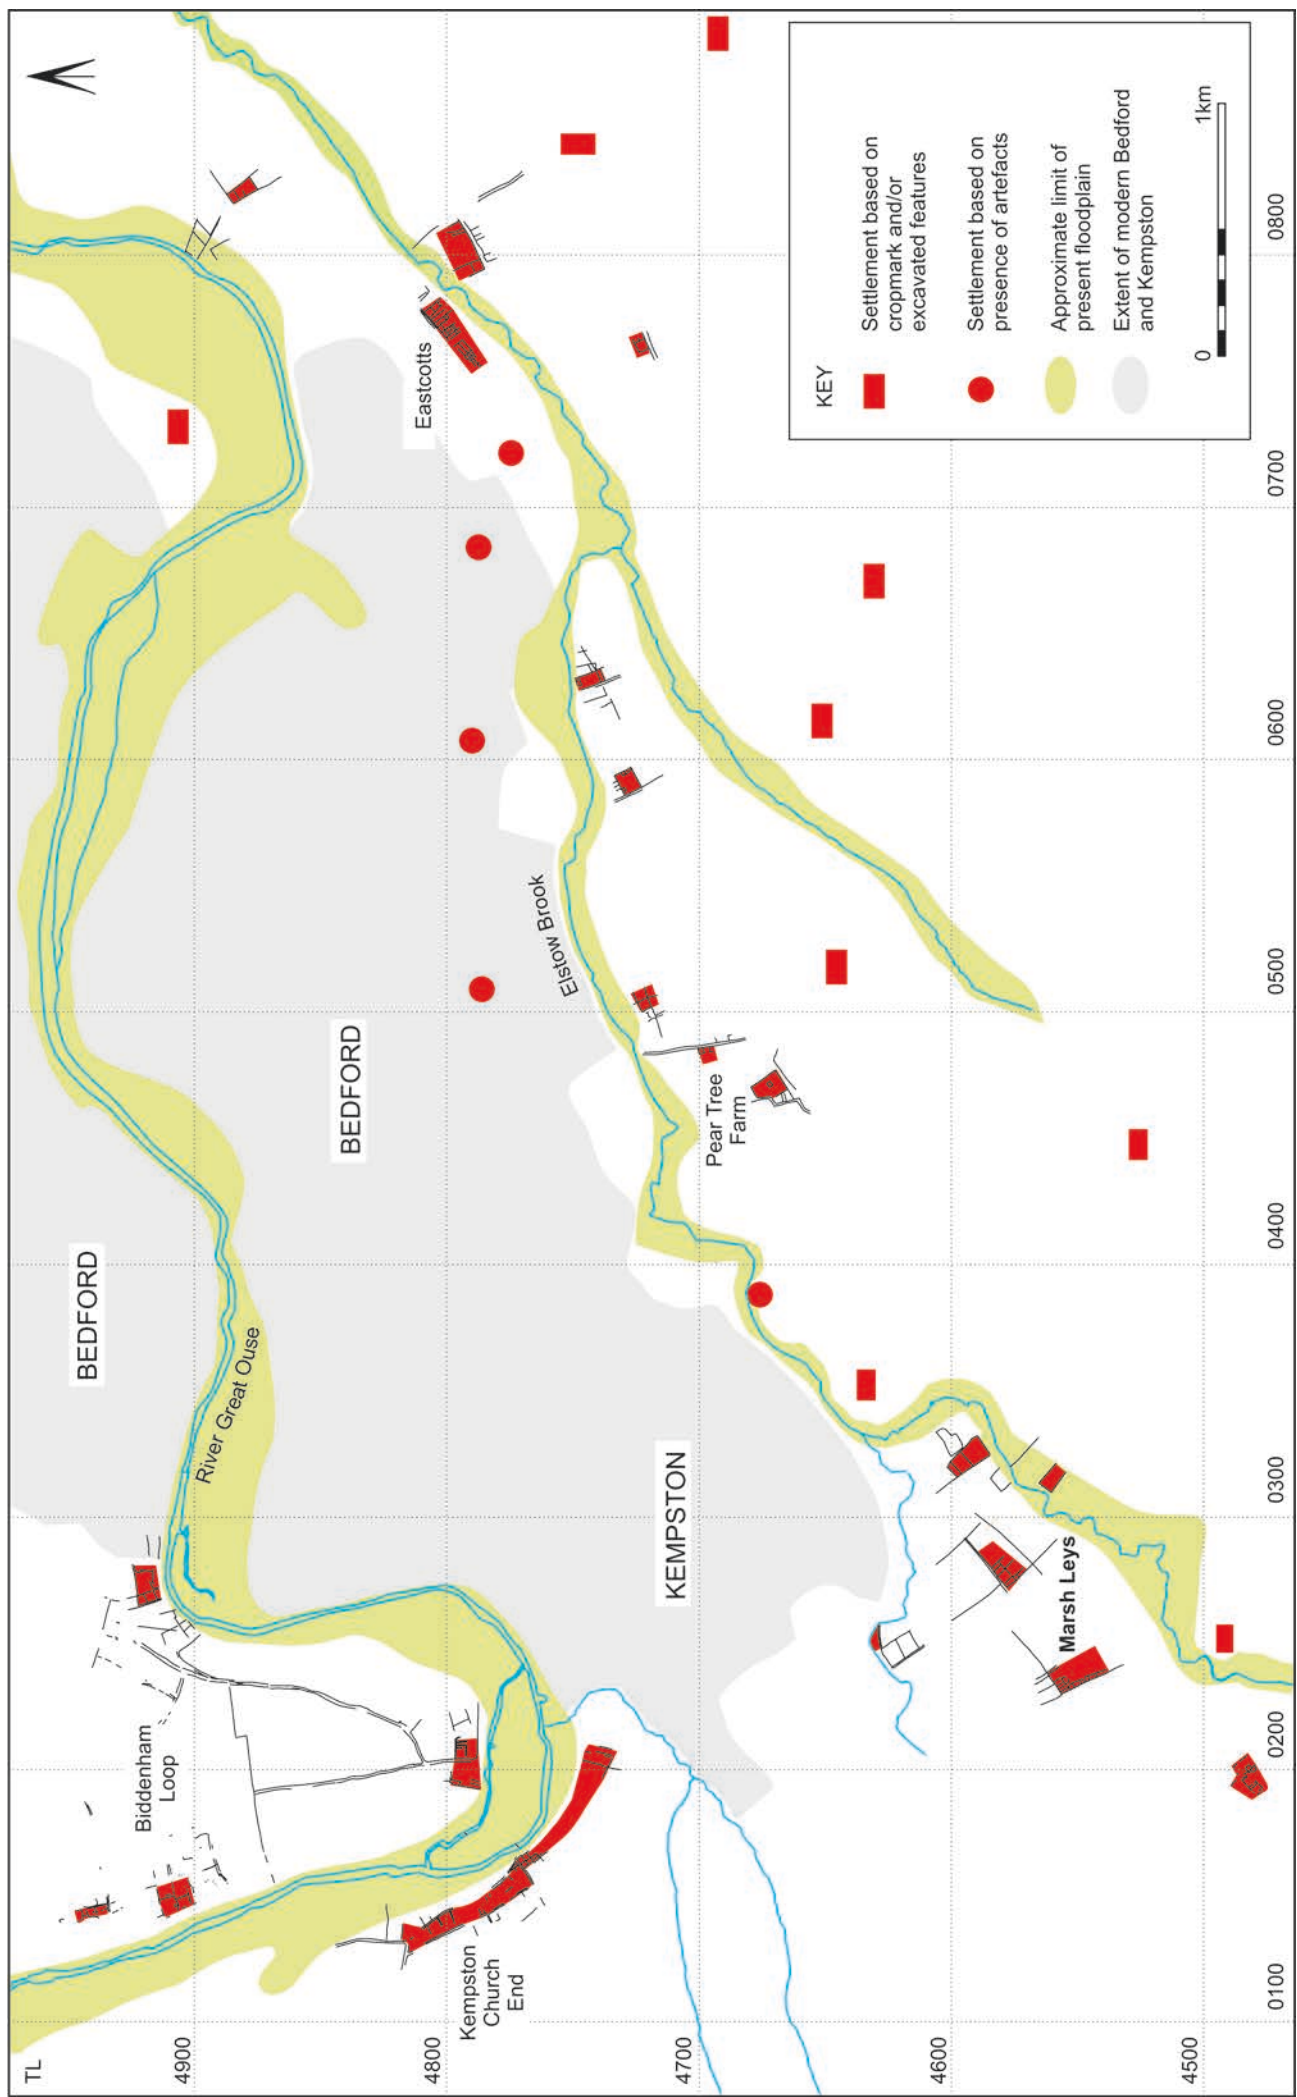 TL
4900
4800
4700
4600
4500
0100
0200
0300
0400
0500
0600
0700
0800
BEDFORD
BEDFORD
KEMPSTON
River Great Ouse
Elstow Brook
Biddenham
Loop
Kempston
Church
End
Marsh Leys
Pear Tree
Farm
Eastcotts
KEY
Settlement based on
cropmark and/or
excavated features
Settlement based on
presence of artefacts
Approximate limit of
present floodplain
Extent of modern Bedford
and Kempston
0
1km